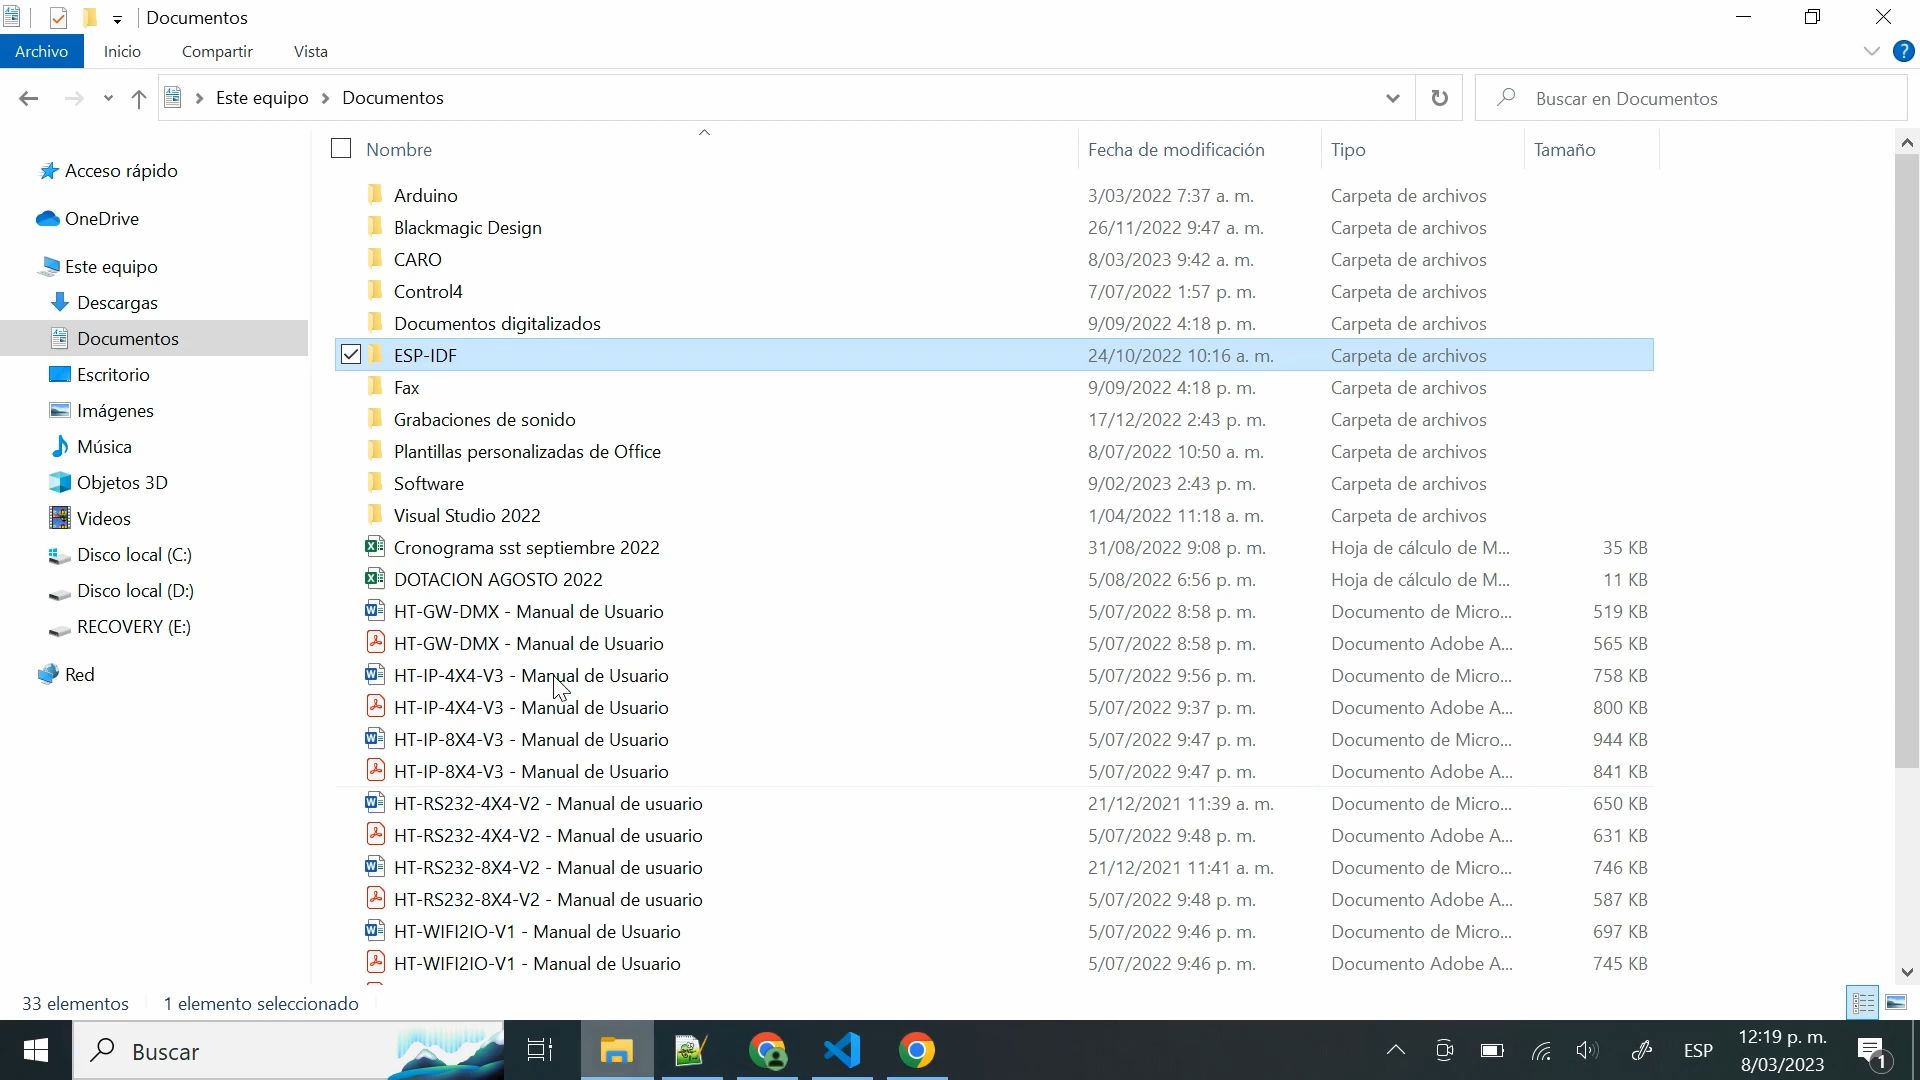 Documentos
Archivo Inicio Compartir Vista
Este equipo Documentos
Buscar en Documentos
Nombre Fecha de modificación Tipo Tamaño
Acceso rápido
OneDrive
Este equipo
Descargas
Documentos
Escritorio
Imágenes
Música
Objetos 3D
Videos
Disco local (C:)
Disco local (D:)
RECOVERY (E:)
Red
Arduino 3/03/2022 7:37 a. m. Carpeta de archivos
Blackmagic Design 26/11/2022 9:47 a. m. Carpeta de archivos
CARO 8/03/2023 9:42 a. m. Carpeta de archivos
Control4 7/07/2022 1:57 p. m. Carpeta de archivos
Documentos digitalizados 9/09/2022 4:18 p. m. Carpeta de archivos
ESP-IDF 24/10/2022 10:16 a. m. Carpeta de archivos
Fax 9/09/2022 4:18 p. m. Carpeta de archivos
Grabaciones de sonido 17/12/2022 2:43 p. m. Carpeta de archivos
Plantillas personalizadas de Office 8/07/2022 10:50 a. m. Carpeta de archivos
Software 9/02/2023 2:43 p. m. Carpeta de archivos
Visual Studio 2022 1/04/2022 11:18 a. m. Carpeta de archivos
Cronograma sst septiembre 2022 31/08/2022 9:08 p. m. Hoja de cálculo de M... 35 KB
DOTACION AGOSTO 2022 5/08/2022 6:56 p. m. Hoja de cálculo de M... 11 KB
HT-GW-DMX - Manual de Usuario 5/07/2022 8:58 p. m. Documento de Micro... 519 KB
HT-GW-DMX - Manual de Usuario 5/07/2022 8:58 p. m. Documento Adobe A... 565 KB
HT-IP-4X4-V3 - Manual de Usuario 5/07/2022 9:56 p. m. Documento de Micro... 758 KB
HT-IP-4X4-V3 - Manual de Usuario 5/07/2022 9:37 p. m. Documento Adobe A... 800 KB
HT-IP-8X4-V3 - Manual de Usuario 5/07/2022 9:47 p. m. Documento de Micro... 944 KB
HT-IP-8X4-V3 - Manual de Usuario 5/07/2022 9:47 p. m. Documento Adobe A... 841 KB
HT-RS232-4X4-V2 - Manual de usuario 21/12/2021 11:39 a. m. Documento de Micro... 650 KB
HT-RS232-4X4-V2 - Manual de usuario 5/07/2022 9:48 p. m. Documento Adobe A... 631 KB
HT-RS232-8X4-V2 - Manual de usuario 21/12/2021 11:41 a. m. Documento de Micro... 746 KB
HT-RS232-8X4-V2 - Manual de usuario 5/07/2022 9:48 p. m. Documento Adobe A... 587 KB
HT-WIFI2IO-V1 - Manual de Usuario 5/07/2022 9:46 p. m. Documento de Micro... 697 KB
HT-WIFI2IO-V1 - Manual de Usuario 5/07/2022 9:46 p. m. Documento Adobe A... 745 KB
33 elementos 1 elemento seleccionado
Buscar
ESP
12:19 p. m.
8/03/2023
1